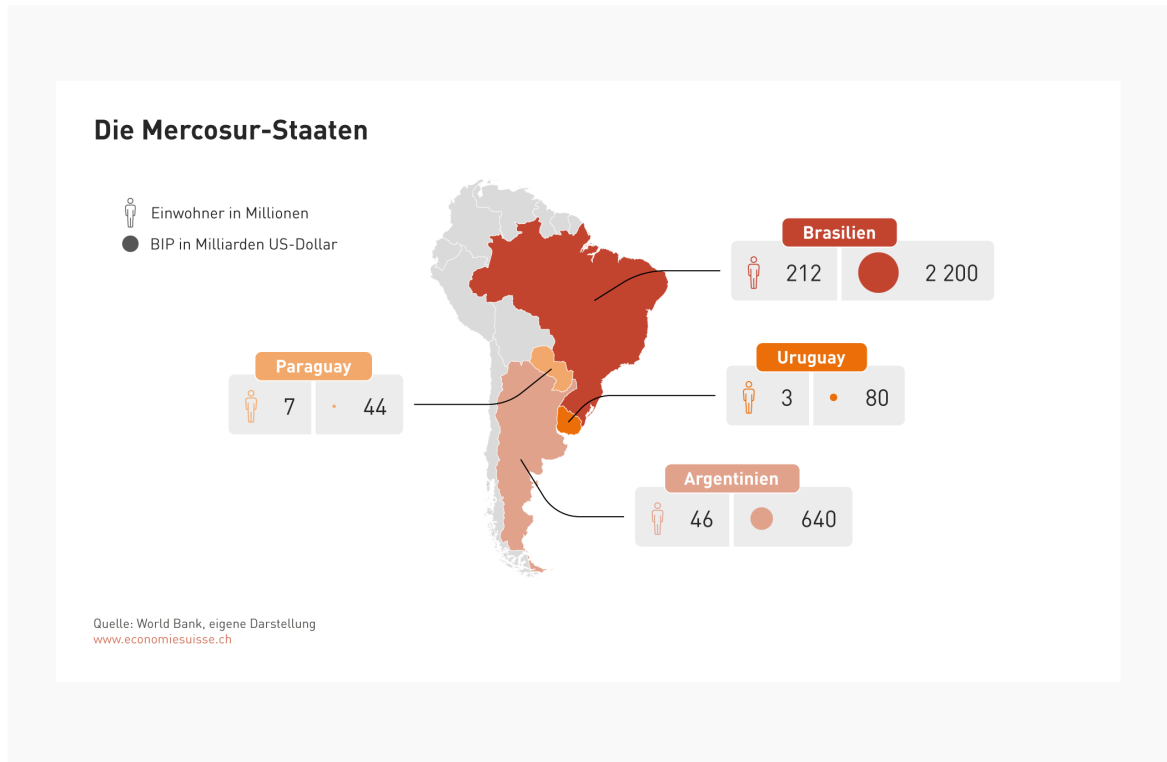 Die Mercosur-Staaten
Einwohner in Millionen
BIP in Milliarden US-Dollar
Brasilien
212 2 200
Paraguay
7 44
Uruguay
3 80
Argentinien
46 640
Quelle: World Bank, eigene Darstellung
www.economiesuisse.ch